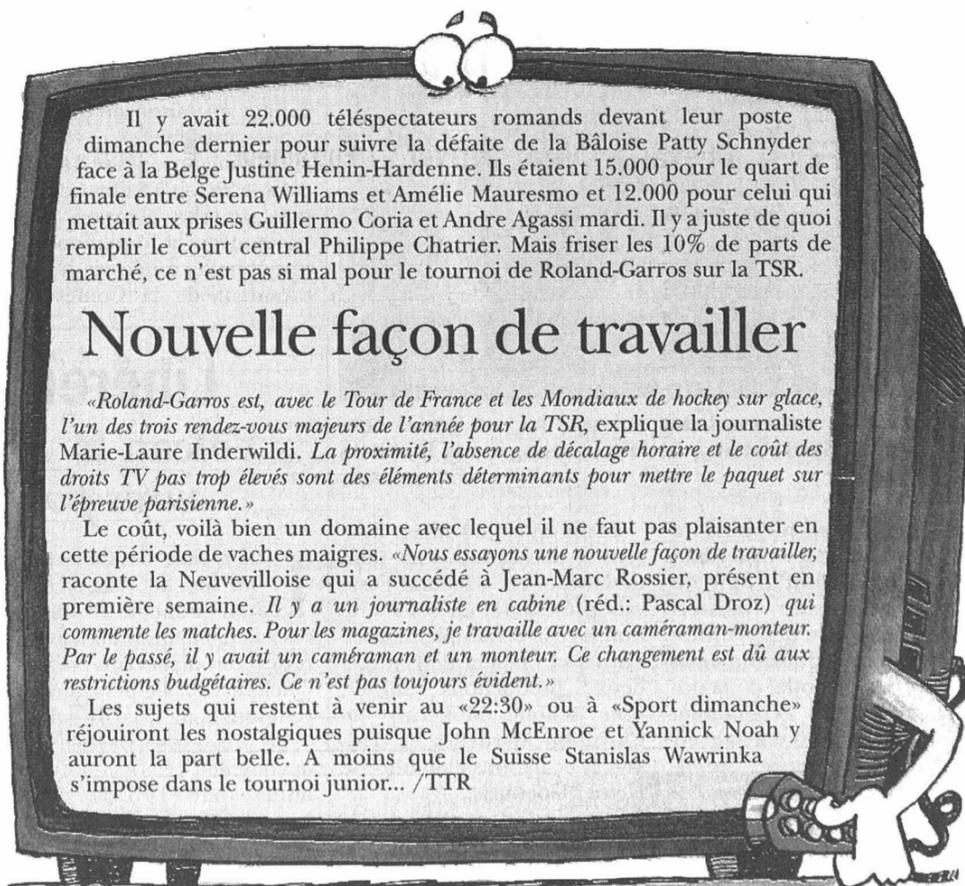 Il y avait 22.000 téléspectateurs romands devant leur poste
dimanche dernier pour suivre la défaite de la Bâloise Patty Schnyder
face à la Belge Justine Henin-Hardenne. Ils étaient 15.000 pour le quart de
finale entre Serena Williams et Amélie Mauresmo et 12.000 pour celui qui
mettait aux prises Guillermo Coria et Andre Agassi mardi. Il y a juste de quoi
remplir le court central Philippe Chatrier. Mais friser les 10% de parts de
marché, ce n'est pas si mal pour le tournoi de Roland-Garros sur la TSR.
Nouvelle façon de travailler
«Roland-Garros est, avec le Tour de France et les Mondiaux de hockey sur glace,
l'un des trois rendez-vous majeurs de l'année pour la TSR, explique la journaliste
Marie-Laure Inderwildi. La proximité, l'absence de décalage horaire et le coût des
droits TV pas trop élevés sont des éléments déterminants pour mettre le paquet sur
l'épreuve parisienne.»
Le coût, voilà bien un domaine avec lequel il ne faut pas plaisanter en
cette période de vaches maigres. «Nous essayons une nouvelle façon de travailler,
raconte la Neuvevilloise qui a succédé à Jean-Marc Rossier, présent en
première semaine. Il y a un journaliste en cabine (réd.: Pascal Droz) qui
commente les matches. Pour les magazines, je travaille avec un caméraman-monteur.
Par le passé, il y avait un caméraman et un monteur. Ce changement est dû aux
restrictions budgétaires. Ce n'est pas toujours évident.»
Les sujets qui restent à venir au «22:30» ou à «Sport dimanche»
réjouiront les nostalgiques puisque John McEnroe et Yannick Noah y
auront la part belle. A moins que le Suisse Stanislas Wawrinka
s'impose dans le tournoi junior... /TTR